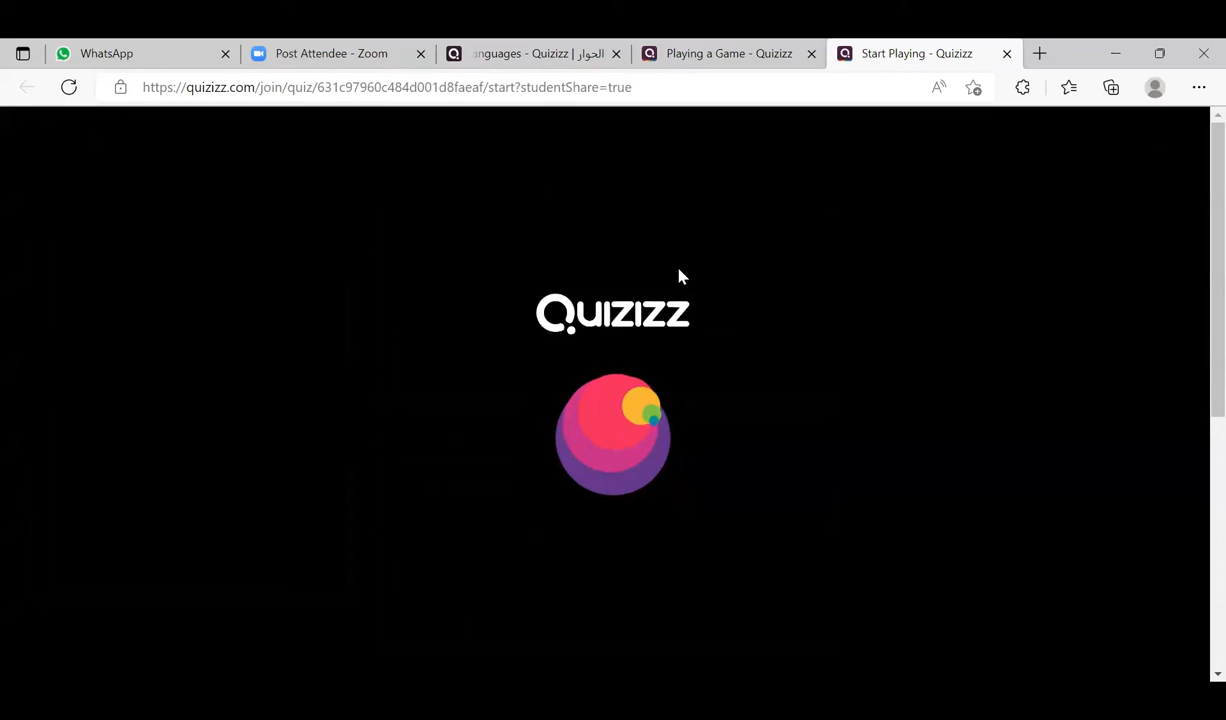 WhatsApp
Post Attendee - Zoom
anguages - Quizizz | الحوار
Playing a Game - Quizizz
Start Playing - Quizizz
https://quizizz.com/join/quiz/631c97960c484d001d8faeaf/start?studentShare=true
Quizizz